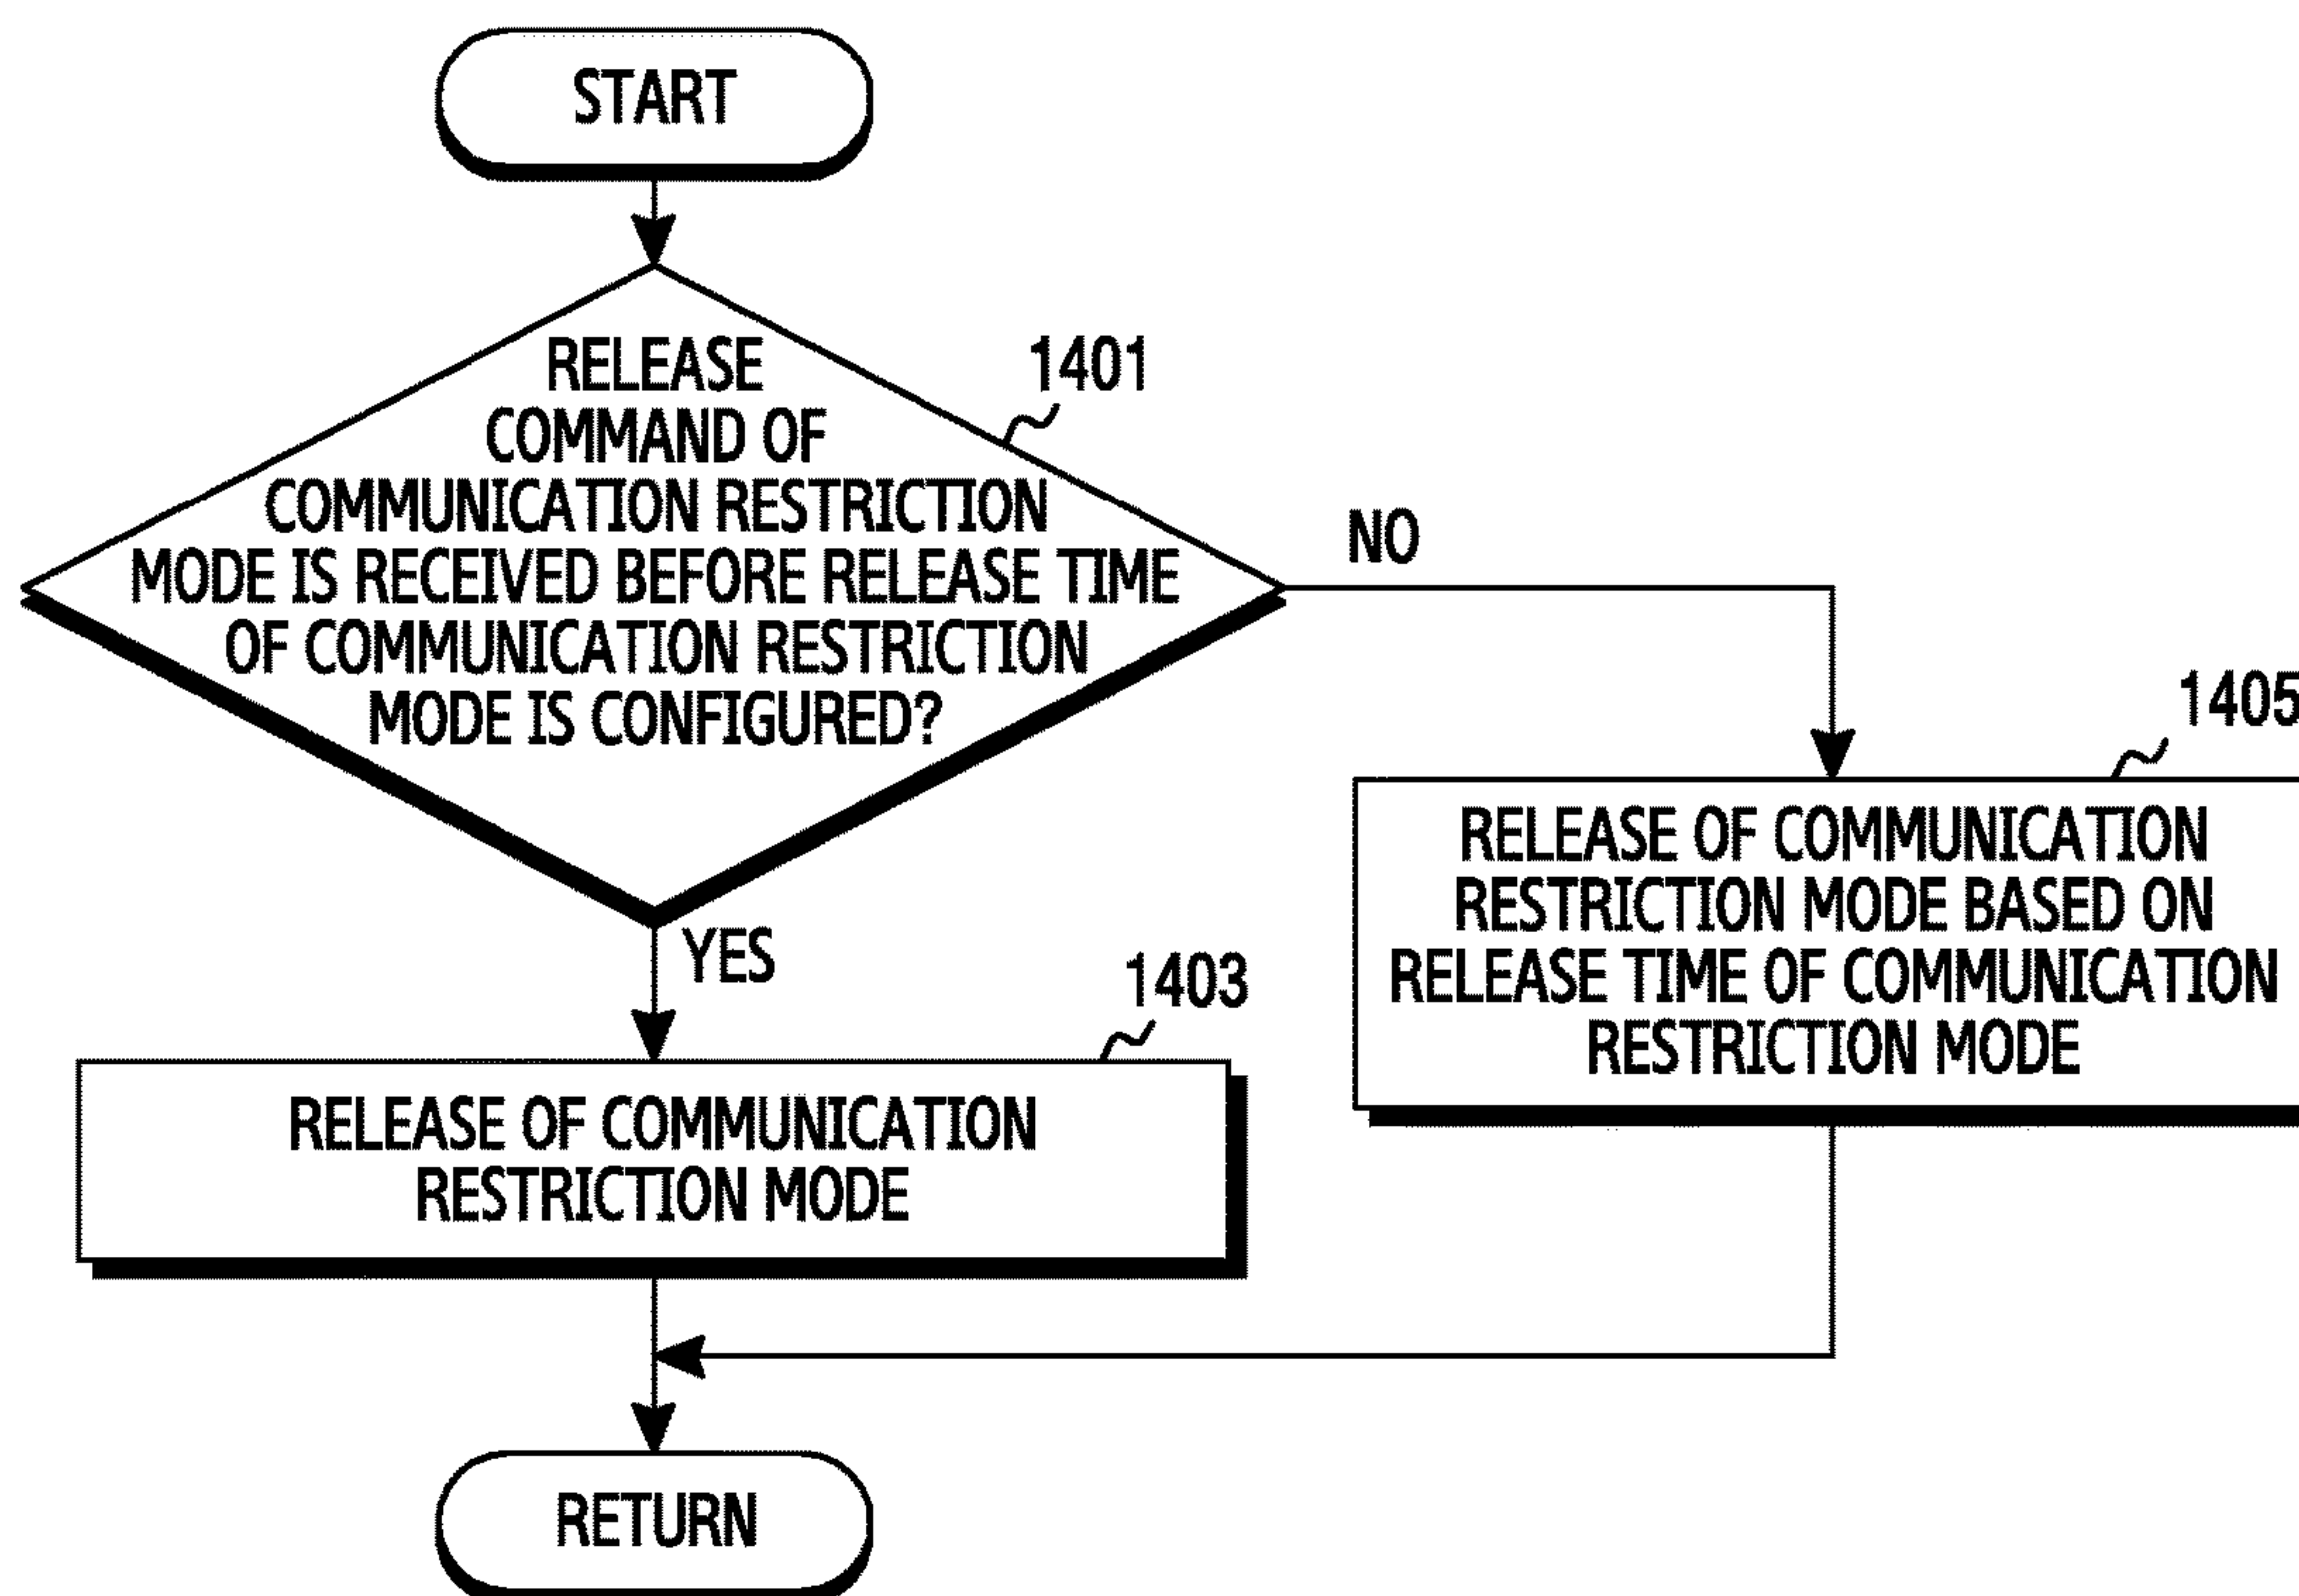 START
1401
RELEASE
COMMAND OF
COMMUNICATION RESTRICTION
MODE IS RECEIVED BEFORE RELEASE TIME
OF COMMUNICATION RESTRICTION
MODE IS CONFIGURED?
NO
1405
RELEASE OF COMMUNICATION
RESTRICTION MODE BASED ON
RELEASE TIME OF COMMUNICATION
RESTRICTION MODE
YES
1403
RELEASE OF COMMUNICATION
RESTRICTION MODE
RETURN